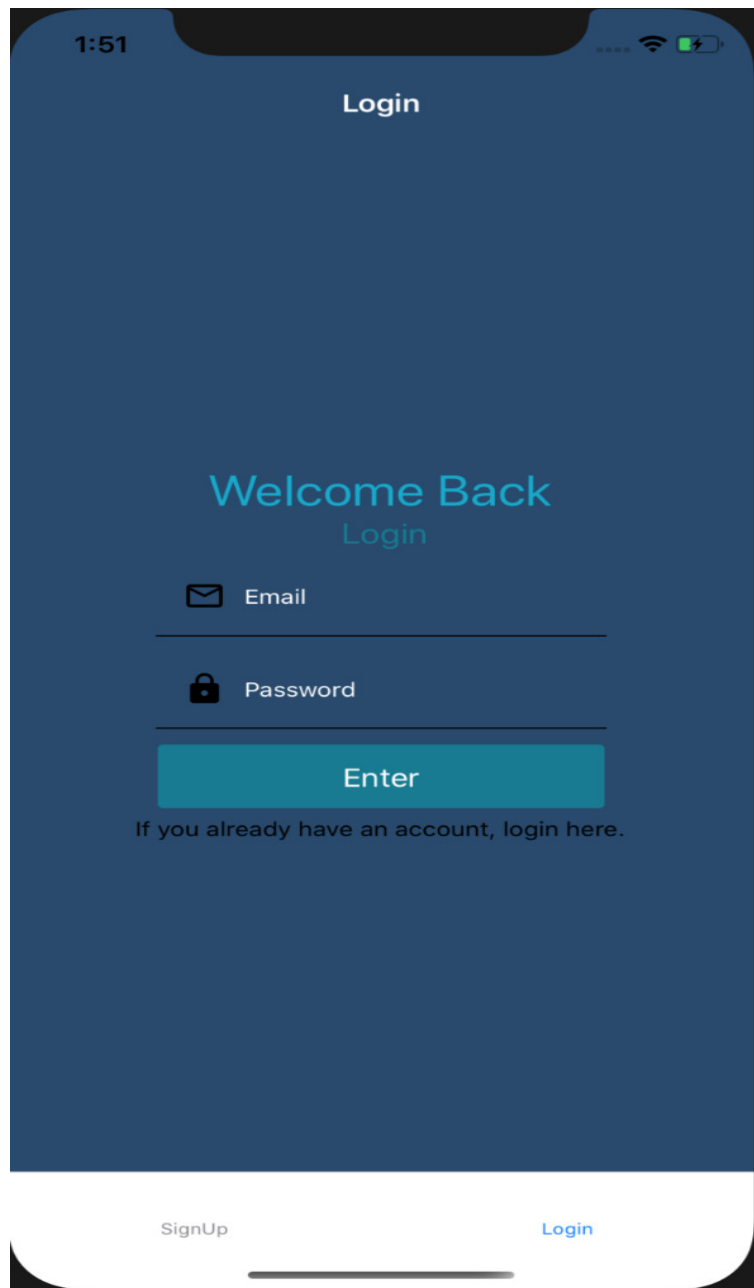 1:51
Login
Welcome Back
Login
Email
Password
Enter
If you already have an account, login here.
SignUp Login